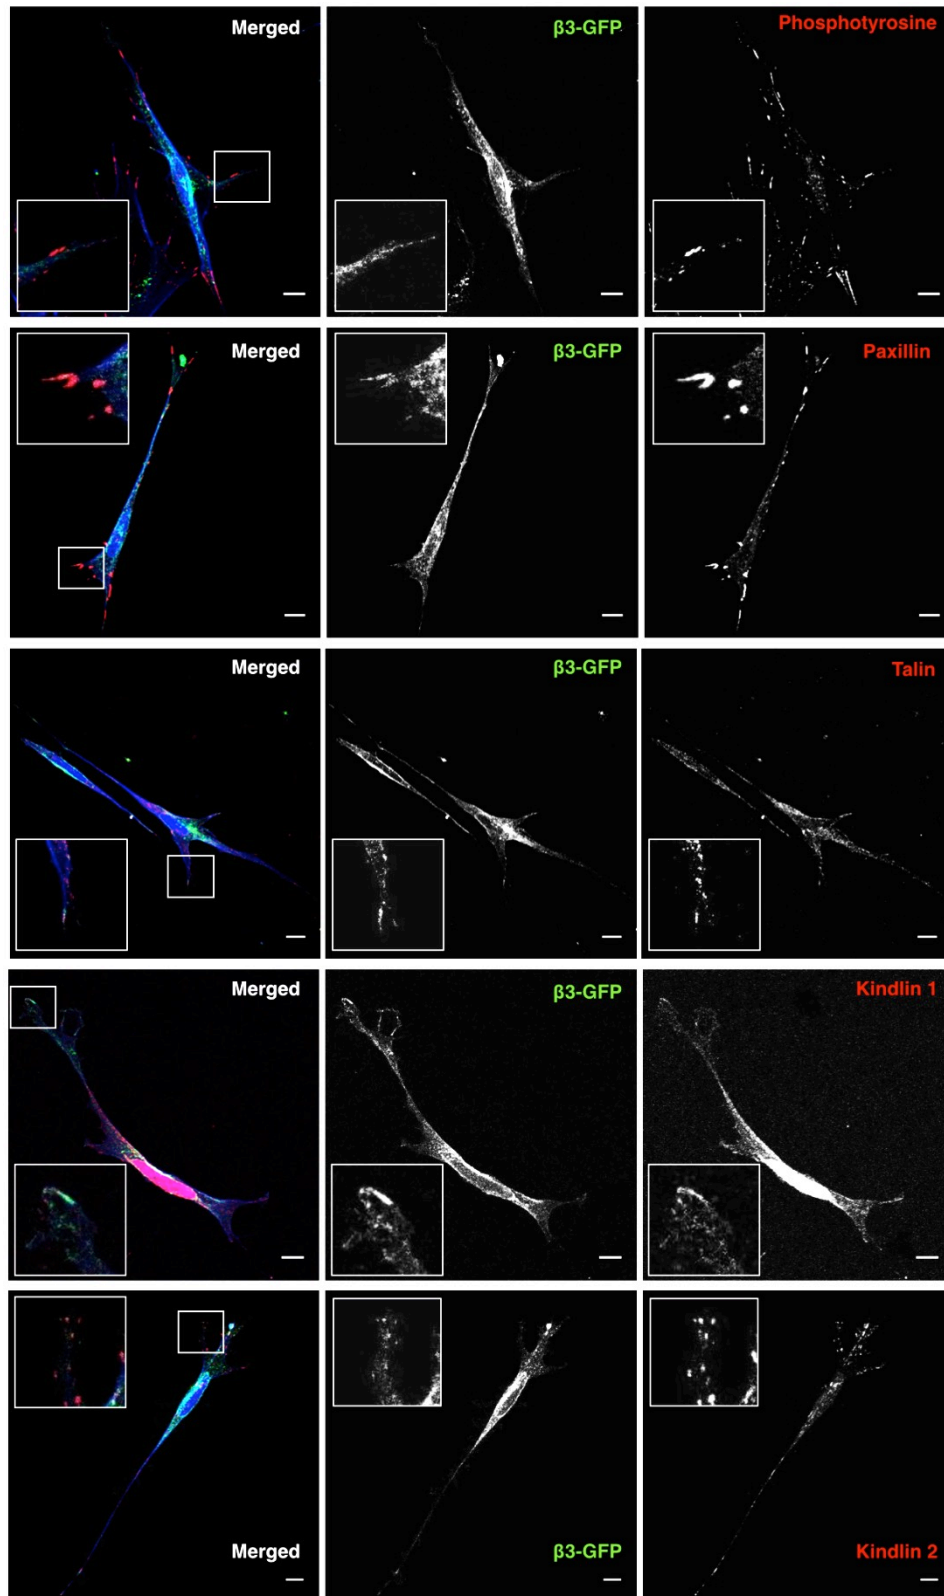 Merged β3-GFP Phosphotyrosine
Merged β3-GFP Paxillin
Merged β3-GFP Talin
Merged β3-GFP Kindlin 1
Merged β3-GFP Kindlin 2